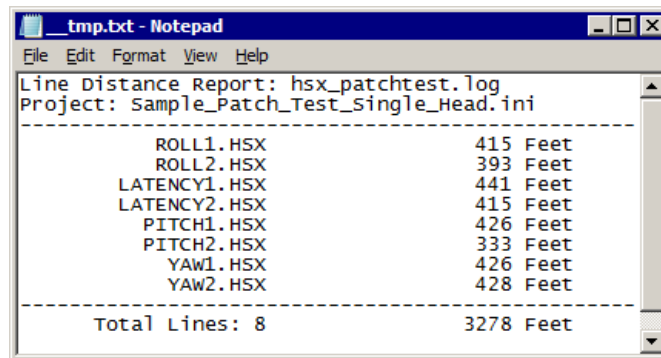 __tmp.txt - Notepad
File Edit Format View Help
Line Distance Report: hsx_patchtest.log
Project: Sample_Patch_Test_Single_Head.ini
--------------------------------------------------
ROLL1.HSX 415 Feet
ROLL2.HSX 393 Feet
LATENCY1.HSX 441 Feet
LATENCY2.HSX 415 Feet
PITCH1.HSX 426 Feet
PITCH2.HSX 333 Feet
YAW1.HSX 426 Feet
YAW2.HSX 428 Feet
--------------------------------------------------
Total Lines: 8 3278 Feet